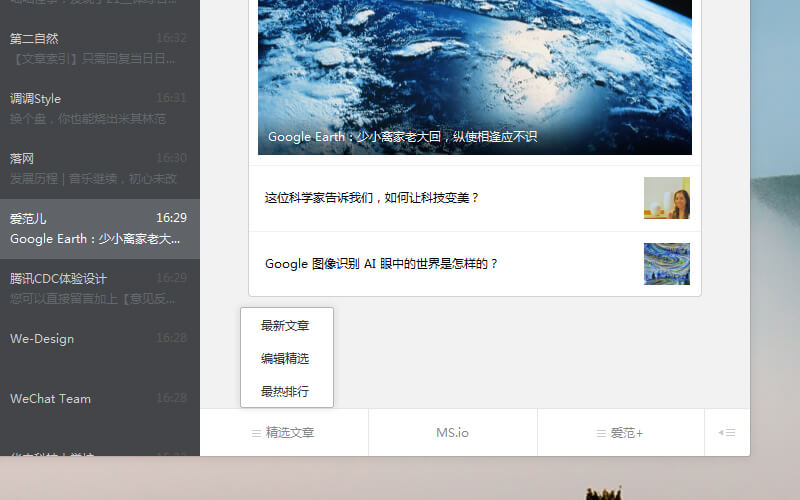 第二自然 16:32
【文章索引】只需回复当日日...
调调Style 16:31
换个盘，你也能烧出米其林范
落网 16:30
发展历程 | 音乐继续，初心未改
爱范儿 16:29
Google Earth：少小离家老大...
腾讯CDC体验设计 16:29
您可以直接留言加上【意见反...
We-Design 16:28
WeChat Team 16:28
Google Earth：少小离家老大回，纵使相逢应不识
这位科学家告诉我们，如何让科技变美？
Google 图像识别 AI 眼中的世界是怎样的？
最新文章
编辑精选
最热排行
精选文章
MS.io
爱范+